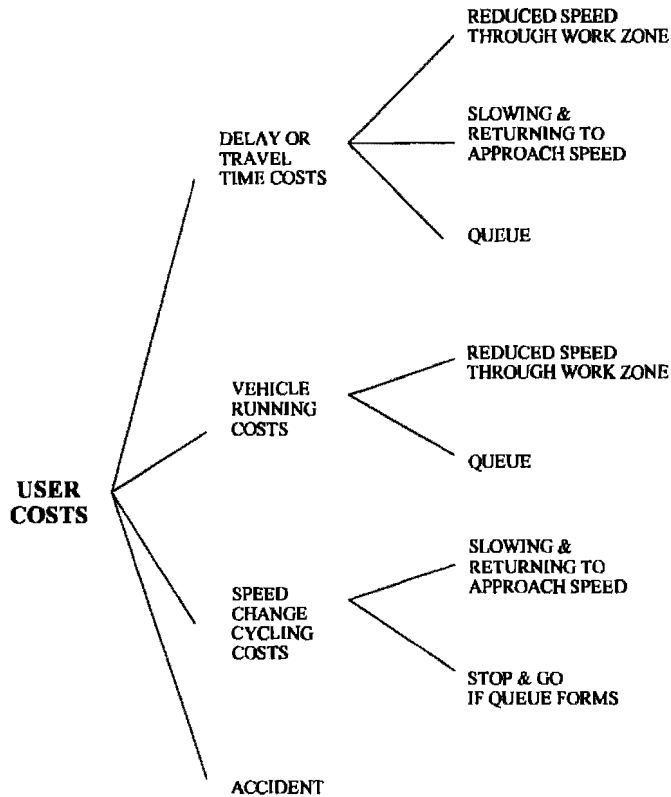 REDUCED SPEED
THROUGH WORK ZONE
DELAY OR
TRAVEL
TIME COSTS
SLOWING &
RETURNING TO
APPROACH SPEED
QUEUE
VEHICLE
RUNNING
COSTS
REDUCED SPEED
THROUGH WORK ZONE
QUEUE
USER
COSTS
SPEED
CHANGE
CYCLING
COSTS
SLOWING &
RETURNING TO
APPROACH SPEED
STOP & GO
IF QUEUE FORMS
ACCIDENT